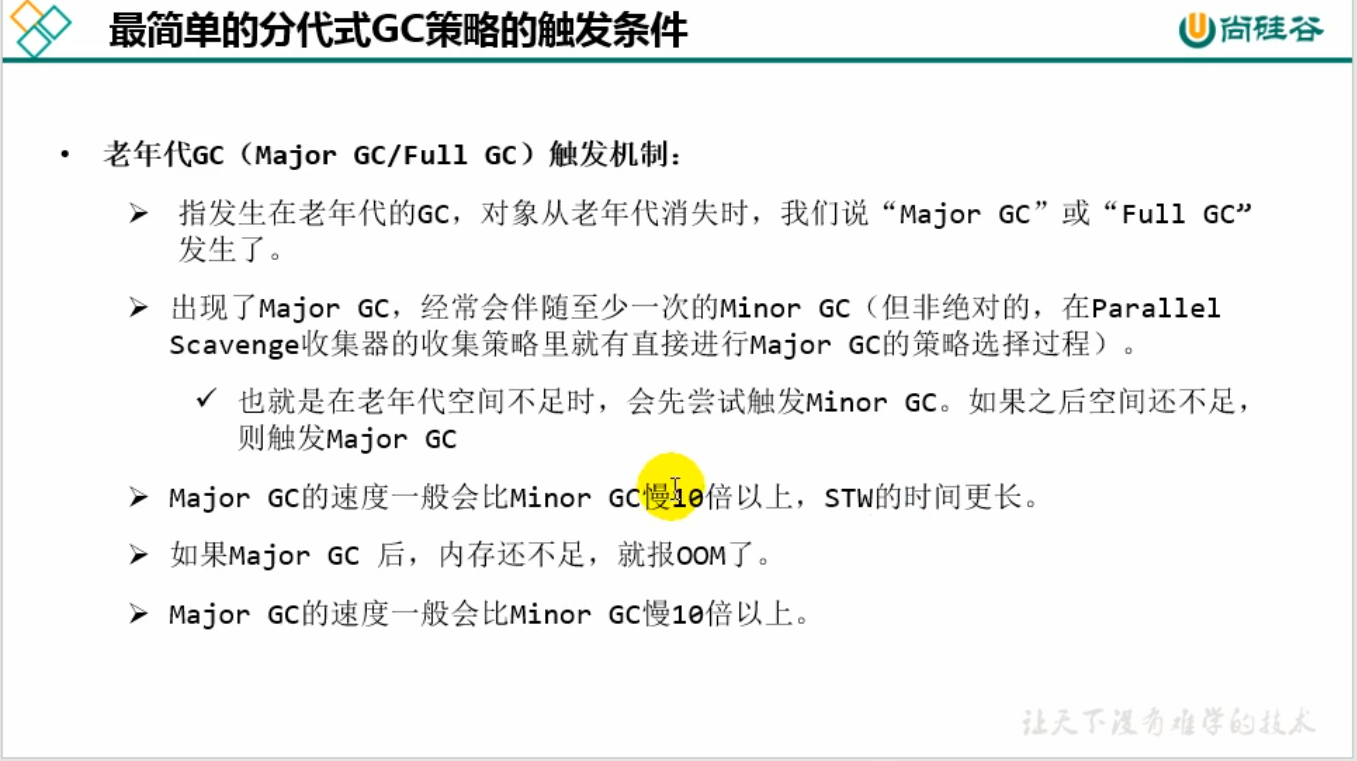 最简单的分代式GC策略的触发条件
尚硅谷
• 老年代GC（Major GC/Full GC）触发机制：
➢ 指发生在老年代的GC，对象从老年代消失时，我们说“Major GC”或“Full GC”
发生了。
➢ 出现了Major GC，经常会伴随至少一次的Minor GC（但非绝对的，在Parallel
Scavenge收集器的收集策略里就有直接进行Major GC的策略选择过程）。
✓ 也就是在老年代空间不足时，会先尝试触发Minor GC。如果之后空间还不足，
则触发Major GC
➢ Major GC的速度一般会比Minor GC慢10倍以上，STW的时间更长。
➢ 如果Major GC 后，内存还不足，就报OOM了。
➢ Major GC的速度一般会比Minor GC慢10倍以上。
让天下没有难学的技术